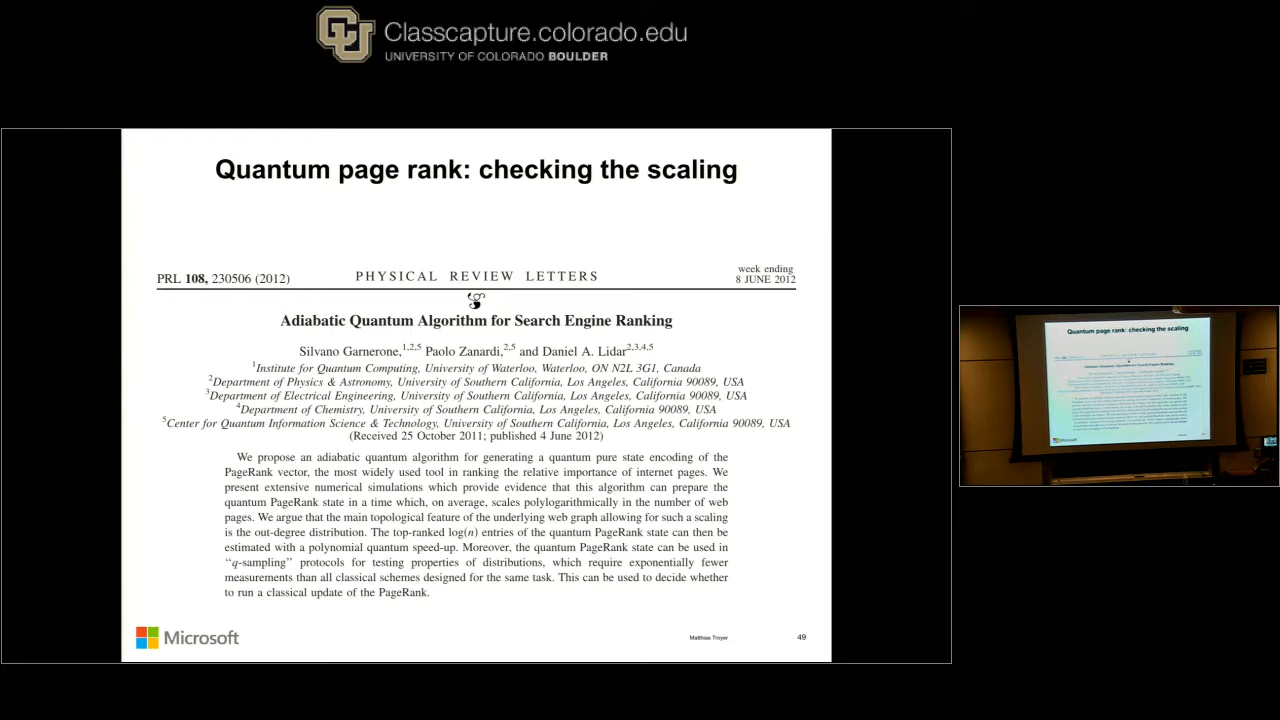 Classcapture.colorado.edu
UNIVERSITY OF COLORADO BOULDER
Quantum page rank: checking the scaling
PRL 108, 230506 (2012)
PHYSICAL REVIEW LETTERS
week ending
8 JUNE 2012
Adiabatic Quantum Algorithm for Search Engine Ranking
Silvano Garnerone,1,2,5 Paolo Zanardi,2,5 and Daniel A. Lidar2,3,4,5
1Institute for Quantum Computing, University of Waterloo, Waterloo, ON N2L 3G1, Canada
2Department of Physics & Astronomy, University of Southern California, Los Angeles, California 90089, USA
3Department of Electrical Engineering, University of Southern California, Los Angeles, California 90089, USA
4Department of Chemistry, University of Southern California, Los Angeles, California 90089, USA
5Center for Quantum Information Science & Technology, University of Southern California, Los Angeles, California 90089, USA
(Received 25 October 2011; published 4 June 2012)
We propose an adiabatic quantum algorithm for generating a quantum pure state encoding of the
PageRank vector, the most widely used tool in ranking the relative importance of internet pages. We
present extensive numerical simulations which provide evidence that this algorithm can prepare the
quantum PageRank state in a time which, on average, scales polylogarithmically in the number of web
pages. We argue that the main topological feature of the underlying web graph allowing for such a scaling
is the out-degree distribution. The top-ranked log(n) entries of the quantum PageRank state can then be
estimated with a polynomial quantum speed-up. Moreover, the quantum PageRank state can be used in
‘‘q-sampling’’ protocols for testing properties of distributions, which require exponentially fewer
measurements than all classical schemes designed for the same task. This can be used to decide whether
to run a classical update of the PageRank.
Microsoft
Matthias Troyer
49
Quantum page rank: checking the scaling
Adiabatic Quantum Algorithm for Search Engine Ranking
Microsoft